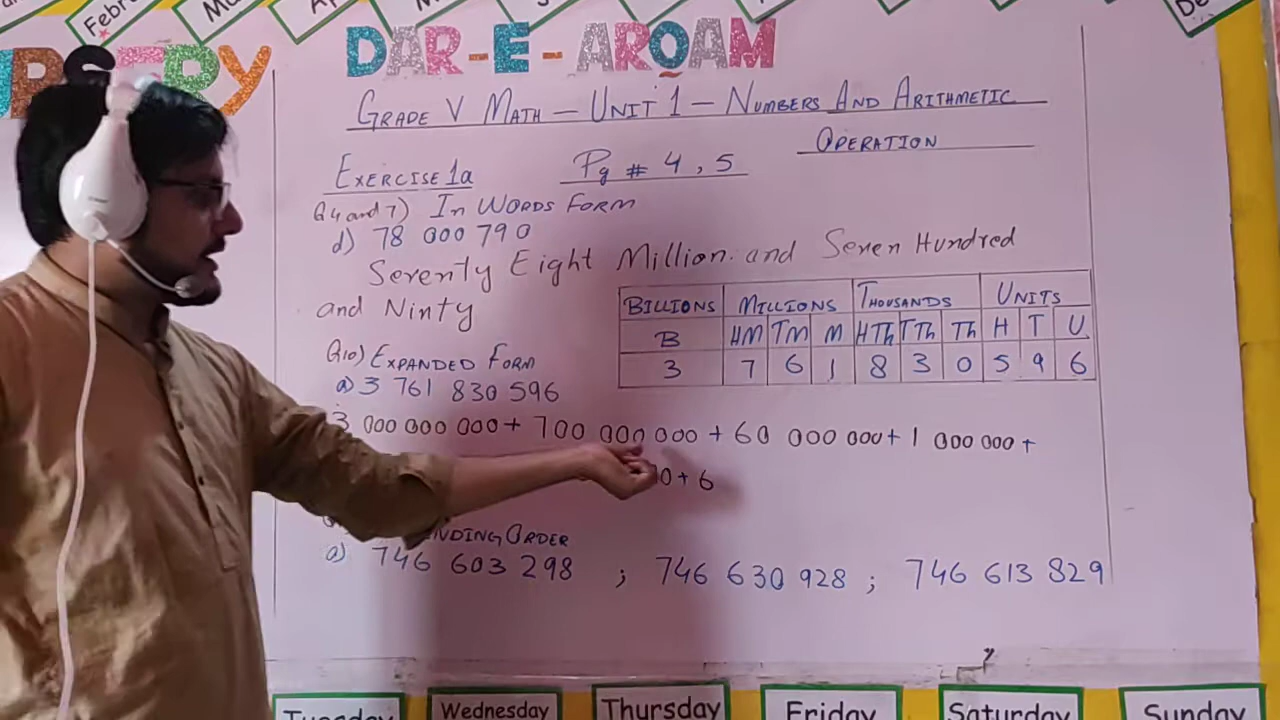 Febru
DAR-E-ARQAM
GRADE V MATH - UNIT 1 - NUMBERS AND ARITHMETIC
OPERATION
EXERCISE 1a Pg # 4, 5
Q4 and 7) IN WORDS FORM
d) 78 000 790
Seventy Eight Million and Seven Hundred
and Ninty
BILLIONS MILLIONS THOUSANDS UNITS
B HM TM M HTh TTh Th H T U
3 7 6 1 8 3 0 5 9 6
Q10) EXPANDED FORM
a) 3 761 830 596
3 000 000 000 + 700 000 000 + 60 000 000 + 1 000 000 +
0 + 6
NDING ORDER
a) 746 603 298 ; 746 630 928 ; 746 613 829
Tuesday Wednesday Thursday Friday Saturday Sunday